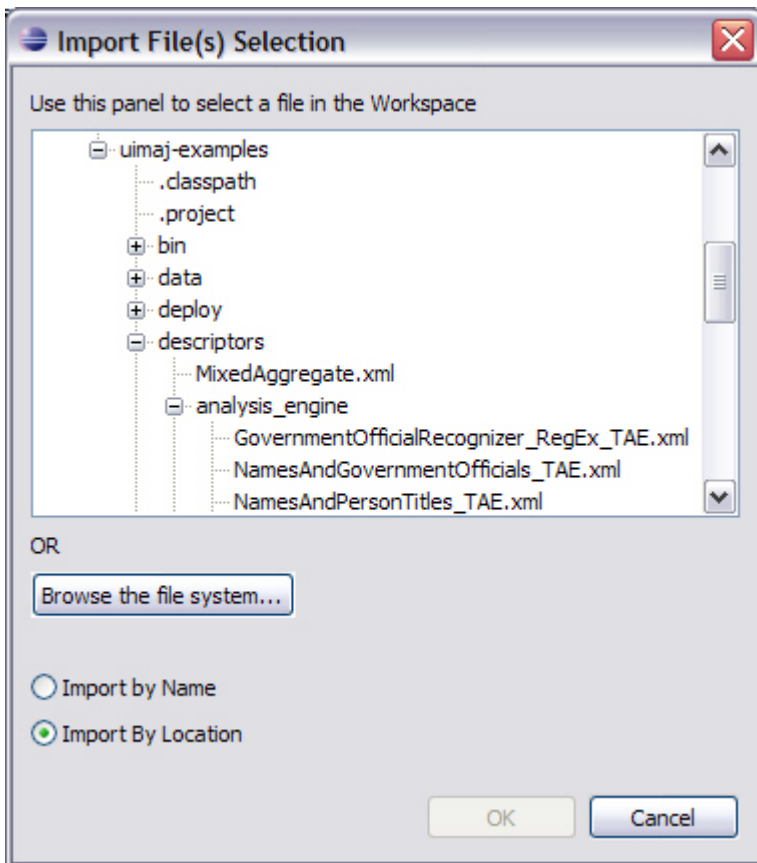 Import File(s) Selection
Use this panel to select a file in the Workspace
uimaj-examples
.classpath
.project
bin
data
deploy
descriptors
MixedAggregate.xml
analysis_engine
GovernmentOfficialRecognizer_RegEx_TAE.xml
NamesAndGovernmentOfficials_TAE.xml
NamesAndPersonTitles_TAE.xml
OR
Browse the file system...
Import by Name
Import By Location
OK
Cancel